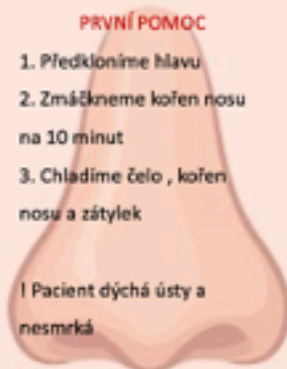 PRVNÍ POMOC
1. Předkloníme hlavu
2. Zmáčkneme kořen nosu
na 10 minut
3. Chladíme čelo , kořen
nosu a zátylek
! Pacient dýchá ústy a
nesmrká